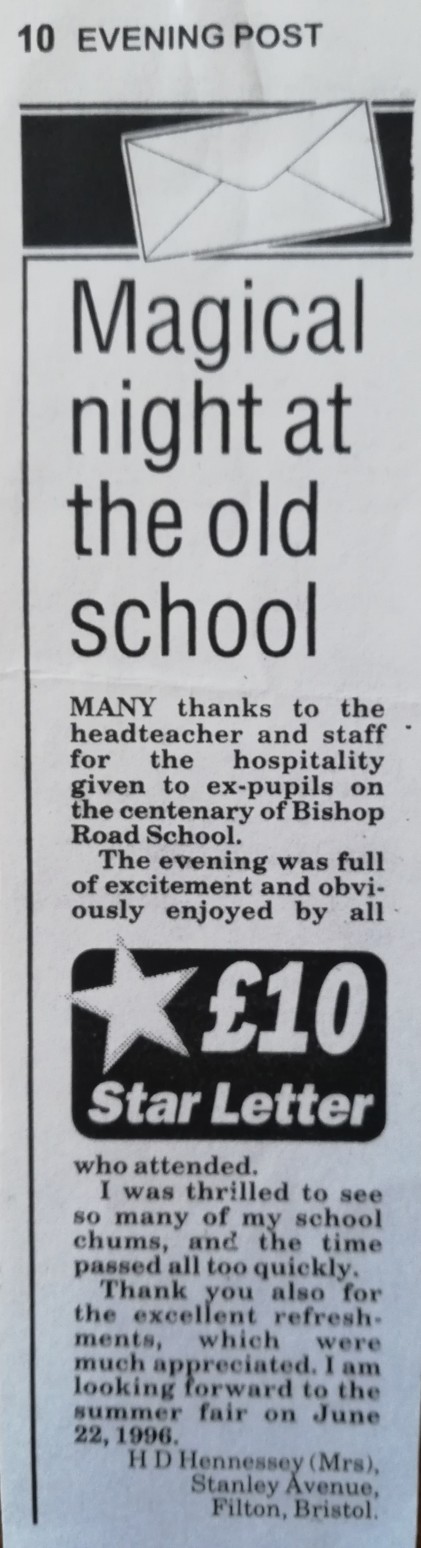 10 EVENING POST
Magical
night at
the old
school
MANY thanks to the
headteacher and staff
for the hospitality
given to ex-pupils on
the centenary of Bishop
Road School.
The evening was full
of excitement and obvi-
ously enjoyed by all
£10
Star Letter
who attended.
I was thrilled to see
so many of my school
chums, and the time
passed all too quickly.
Thank you also for
the excellent refresh-
ments, which were
much appreciated. I am
looking forward to the
summer fair on June
22, 1996.
H D Hennessey (Mrs),
Stanley Avenue,
Filton, Bristol.